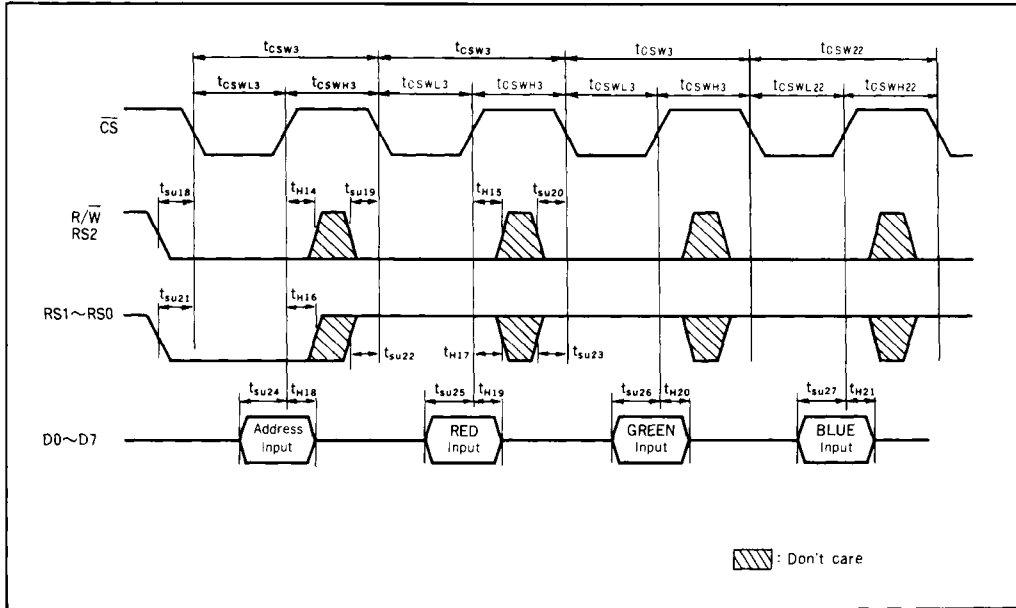 tCSW3 tCSW3 tCSW3 tCSW22
tCSWL3 tCSWH3 tCSWL3 tCSWH3 tCSWL3 tCSWH3 tCSWL22 tCSWH22
C̅S̅
tsu18 tH14 tsu19 tH15 tsu20
R/W̅
RS2
tsu21 tH16
RS1~RS0
tsu22 tH17 tsu23
tsu24 tH18 tsu25 tH19 tsu26 tH20 tsu27 tH21
D0~D7
Address
Input
RED
Input
GREEN
Input
BLUE
Input
: Don't care